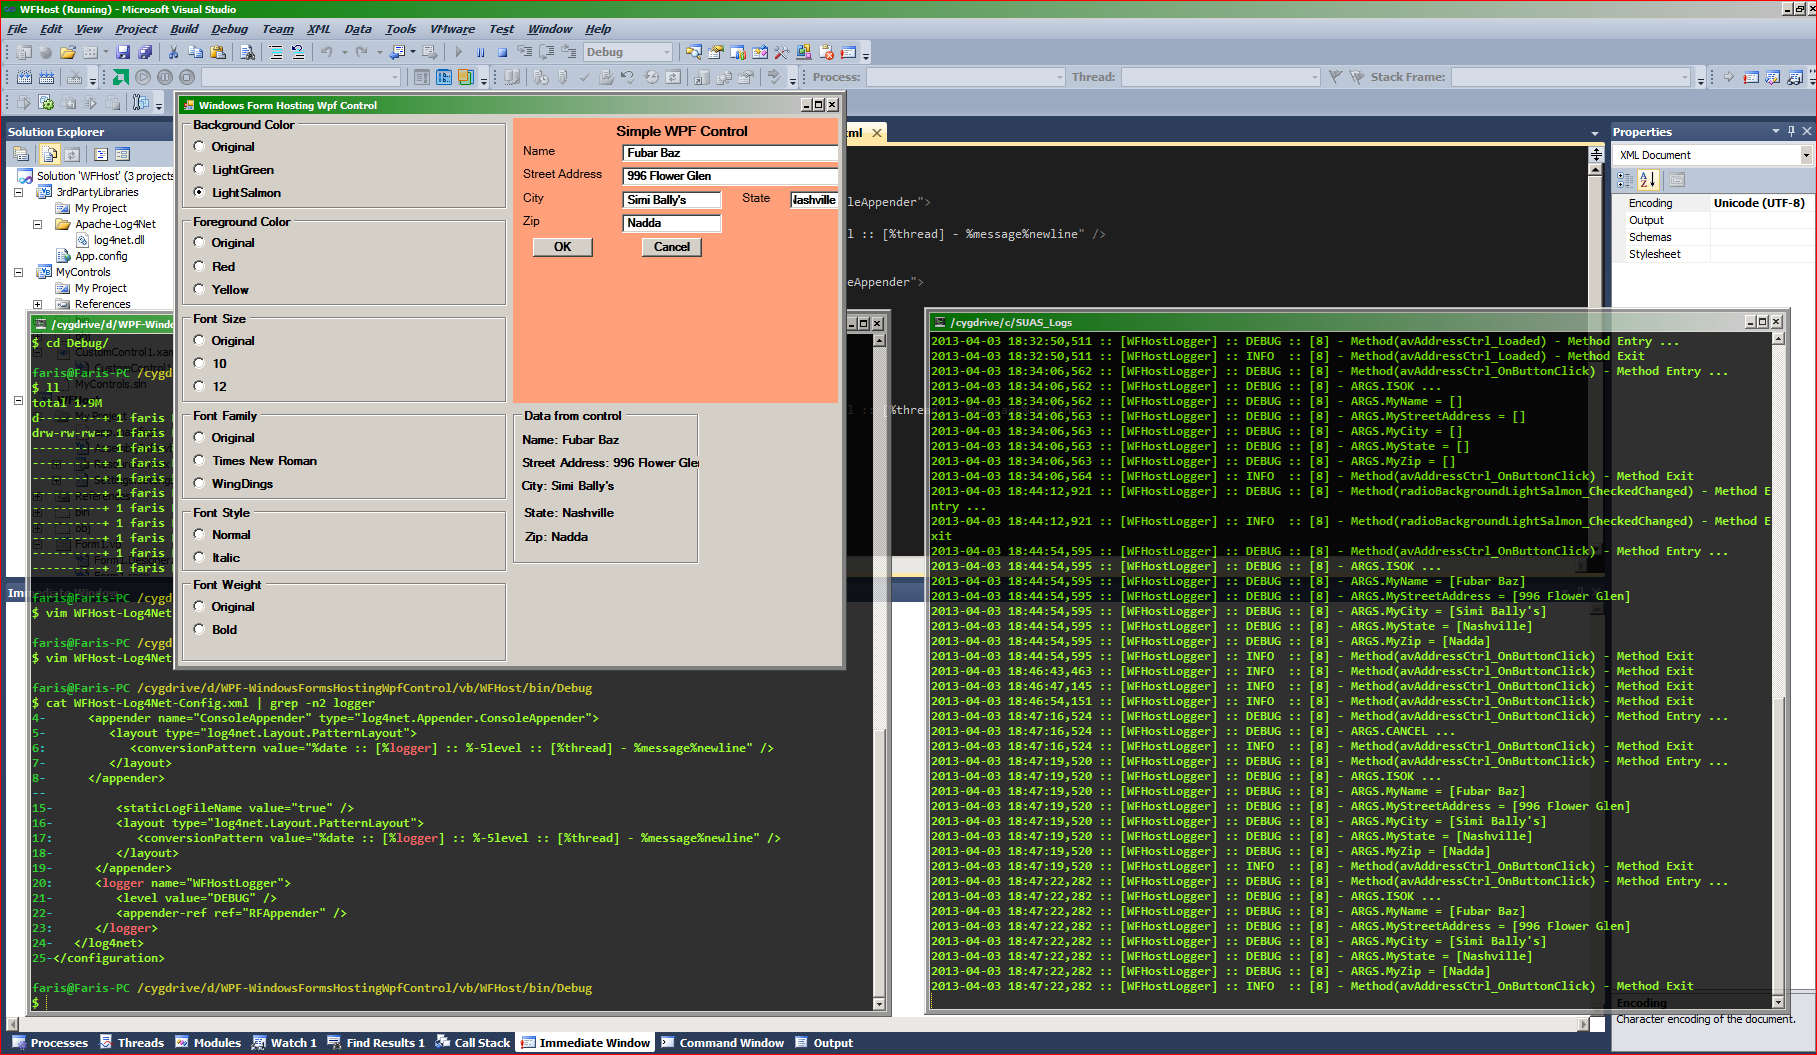 WFHost (Running) - Microsoft Visual Studio
File Edit View Project Build Debug Team XML Data Tools VMware Test Window Help
Debug
Process: Thread: Stack Frame:
Solution Explorer
Solution 'WFHost' (3 projects
3rdPartyLibraries
My Project
Apache-Log4Net
log4net.dll
App.config
MyControls
My Project
References
Windows Form Hosting Wpf Control
Background Color
Original
LightGreen
LightSalmon
Foreground Color
Original
Red
Yellow
Font Size
Original
10
12
Font Family
Original
Times New Roman
WingDings
Font Style
Normal
Italic
Font Weight
Original
Bold
Simple WPF Control
Name Fubar Baz
Street Address 996 Flower Glen
City Simi Bally's State Nashville
Zip Nadda
OK Cancel
Data from control
Name: Fubar Baz
Street Address: 996 Flower Gle
City: Simi Bally's
State: Nashville
Zip: Nadda
ml
leAppender">
l :: [%thread] - %message%newline" />
leAppender">
Properties
XML Document
Encoding Unicode (UTF-8)
Output
Schemas
Stylesheet
/cygdrive/d/WPF-Wind
$ cd Debug/
faris@Faris-PC /cygd
$ ll
total 1.9M
d---------+ 1 faris
drw-rw-rw-+ 1 faris
----------+ 1 faris
----------+ 1 faris
----------+ 1 faris
----------+ 1 faris
----------+ 1 faris
----------+ 1 faris
----------+ 1 faris
----------+ 1 faris
----------+ 1 faris
faris@Faris-PC /cygd
$ vim WFHost-Log4Net
faris@Faris-PC /cygd
$ vim WFHost-Log4Net
faris@Faris-PC /cygdrive/d/WPF-WindowsFormsHostingWpfControl/vb/WFHost/bin/Debug
$ cat WFHost-Log4Net-Config.xml | grep -n2 logger
4- <appender name="ConsoleAppender" type="log4net.Appender.ConsoleAppender">
5- <layout type="log4net.Layout.PatternLayout">
6: <conversionPattern value="%date :: [%logger] :: %-5level :: [%thread] - %message%newline" />
7- </layout>
8- </appender>
--
15- <staticLogFileName value="true" />
16- <layout type="log4net.Layout.PatternLayout">
17: <conversionPattern value="%date :: [%logger] :: %-5level :: [%thread] - %message%newline" />
18- </layout>
19- </appender>
20: <logger name="WFHostLogger">
21- <level value="DEBUG" />
22- <appender-ref ref="RFAppender" />
23: </logger>
24- </log4net>
25-</configuration>
faris@Faris-PC /cygdrive/d/WPF-WindowsFormsHostingWpfControl/vb/WFHost/bin/Debug
$
/cygdrive/c/SUAS_Logs
2013-04-03 18:32:50,511 :: [WFHostLogger] :: DEBUG :: [8] - Method(avAddressCtrl_Loaded) - Method Entry ...
2013-04-03 18:32:50,511 :: [WFHostLogger] :: INFO :: [8] - Method(avAddressCtrl_Loaded) - Method Exit
2013-04-03 18:34:06,562 :: [WFHostLogger] :: DEBUG :: [8] - Method(avAddressCtrl_OnButtonClick) - Method Entry ...
2013-04-03 18:34:06,562 :: [WFHostLogger] :: DEBUG :: [8] - ARGS.ISOK ...
2013-04-03 18:34:06,562 :: [WFHostLogger] :: DEBUG :: [8] - ARGS.MyName = []
2013-04-03 18:34:06,563 :: [WFHostLogger] :: DEBUG :: [8] - ARGS.MyStreetAddress = []
2013-04-03 18:34:06,563 :: [WFHostLogger] :: DEBUG :: [8] - ARGS.MyCity = []
2013-04-03 18:34:06,563 :: [WFHostLogger] :: DEBUG :: [8] - ARGS.MyState = []
2013-04-03 18:34:06,563 :: [WFHostLogger] :: DEBUG :: [8] - ARGS.MyZip = []
2013-04-03 18:34:06,564 :: [WFHostLogger] :: INFO :: [8] - Method(avAddressCtrl_OnButtonClick) - Method Exit
2013-04-03 18:44:12,921 :: [WFHostLogger] :: DEBUG :: [8] - Method(radioBackgroundLightSalmon_CheckedChanged) - Method E
ntry ...
2013-04-03 18:44:12,921 :: [WFHostLogger] :: INFO :: [8] - Method(radioBackgroundLightSalmon_CheckedChanged) - Method E
xit
2013-04-03 18:44:54,595 :: [WFHostLogger] :: DEBUG :: [8] - Method(avAddressCtrl_OnButtonClick) - Method Entry ...
2013-04-03 18:44:54,595 :: [WFHostLogger] :: DEBUG :: [8] - ARGS.ISOK ...
2013-04-03 18:44:54,595 :: [WFHostLogger] :: DEBUG :: [8] - ARGS.MyName = [Fubar Baz]
2013-04-03 18:44:54,595 :: [WFHostLogger] :: DEBUG :: [8] - ARGS.MyStreetAddress = [996 Flower Glen]
2013-04-03 18:44:54,595 :: [WFHostLogger] :: DEBUG :: [8] - ARGS.MyCity = [Simi Bally's]
2013-04-03 18:44:54,595 :: [WFHostLogger] :: DEBUG :: [8] - ARGS.MyState = [Nashville]
2013-04-03 18:44:54,595 :: [WFHostLogger] :: DEBUG :: [8] - ARGS.MyZip = [Nadda]
2013-04-03 18:44:54,595 :: [WFHostLogger] :: INFO :: [8] - Method(avAddressCtrl_OnButtonClick) - Method Exit
2013-04-03 18:46:43,463 :: [WFHostLogger] :: INFO :: [8] - Method(avAddressCtrl_OnButtonClick) - Method Exit
2013-04-03 18:46:47,145 :: [WFHostLogger] :: INFO :: [8] - Method(avAddressCtrl_OnButtonClick) - Method Exit
2013-04-03 18:46:54,151 :: [WFHostLogger] :: INFO :: [8] - Method(avAddressCtrl_OnButtonClick) - Method Exit
2013-04-03 18:47:16,524 :: [WFHostLogger] :: DEBUG :: [8] - Method(avAddressCtrl_OnButtonClick) - Method Entry ...
2013-04-03 18:47:16,524 :: [WFHostLogger] :: DEBUG :: [8] - ARGS.CANCEL ...
2013-04-03 18:47:16,524 :: [WFHostLogger] :: INFO :: [8] - Method(avAddressCtrl_OnButtonClick) - Method Exit
2013-04-03 18:47:19,520 :: [WFHostLogger] :: DEBUG :: [8] - Method(avAddressCtrl_OnButtonClick) - Method Entry ...
2013-04-03 18:47:19,520 :: [WFHostLogger] :: DEBUG :: [8] - ARGS.ISOK ...
2013-04-03 18:47:19,520 :: [WFHostLogger] :: DEBUG :: [8] - ARGS.MyName = [Fubar Baz]
2013-04-03 18:47:19,520 :: [WFHostLogger] :: DEBUG :: [8] - ARGS.MyStreetAddress = [996 Flower Glen]
2013-04-03 18:47:19,520 :: [WFHostLogger] :: DEBUG :: [8] - ARGS.MyCity = [Simi Bally's]
2013-04-03 18:47:19,520 :: [WFHostLogger] :: DEBUG :: [8] - ARGS.MyState = [Nashville]
2013-04-03 18:47:19,520 :: [WFHostLogger] :: DEBUG :: [8] - ARGS.MyZip = [Nadda]
2013-04-03 18:47:19,520 :: [WFHostLogger] :: INFO :: [8] - Method(avAddressCtrl_OnButtonClick) - Method Exit
2013-04-03 18:47:22,282 :: [WFHostLogger] :: DEBUG :: [8] - Method(avAddressCtrl_OnButtonClick) - Method Entry ...
2013-04-03 18:47:22,282 :: [WFHostLogger] :: DEBUG :: [8] - ARGS.ISOK ...
2013-04-03 18:47:22,282 :: [WFHostLogger] :: DEBUG :: [8] - ARGS.MyName = [Fubar Baz]
2013-04-03 18:47:22,282 :: [WFHostLogger] :: DEBUG :: [8] - ARGS.MyStreetAddress = [996 Flower Glen]
2013-04-03 18:47:22,282 :: [WFHostLogger] :: DEBUG :: [8] - ARGS.MyCity = [Simi Bally's]
2013-04-03 18:47:22,282 :: [WFHostLogger] :: DEBUG :: [8] - ARGS.MyState = [Nashville]
2013-04-03 18:47:22,282 :: [WFHostLogger] :: DEBUG :: [8] - ARGS.MyZip = [Nadda]
2013-04-03 18:47:22,282 :: [WFHostLogger] :: INFO :: [8] - Method(avAddressCtrl_OnButtonClick) - Method Exit
Encoding
Character encoding of the document.
Processes Threads Modules Watch 1 Find Results 1 Call Stack Immediate Window Command Window Output